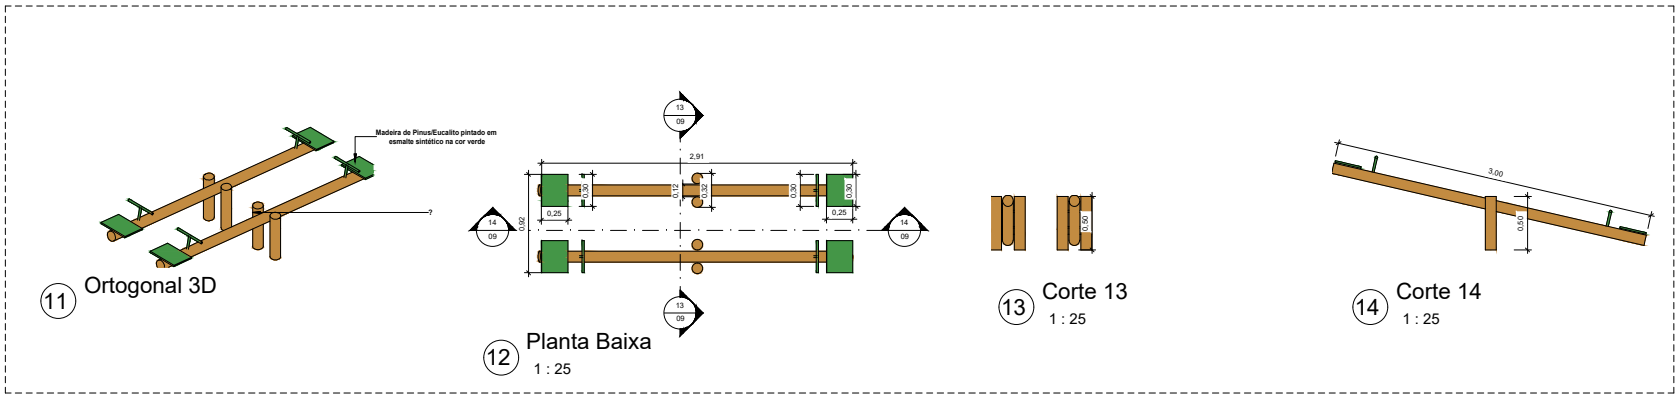 Madeira de Pinus/Eucalito pintado em
esmalte sintético na cor verde
?
11
Ortogonal 3D
13
09
2,91
0,30
0,12
0,32
0,30
0,30
0,25
0,25
0,92
14
09
14
09
13
09
12
Planta Baixa
1 : 25
0,50
13
Corte 13
1 : 25
3,00
0,50
14
Corte 14
1 : 25